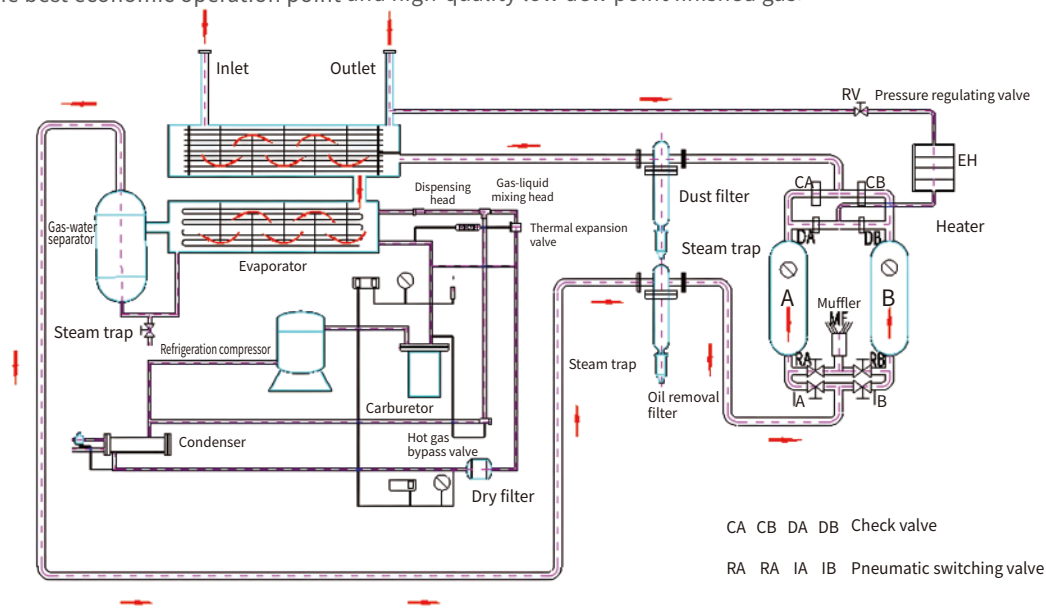 Inlet
Outlet
RV
Pressure regulating valve
EH
Heater
CA
CB
Dust filter
Dispensing
head
Gas-liquid
mixing head
Thermal expansion
valve
Gas-water
separator
Evaporator
Steam trap
DA
DB
A
B
Muffler
MF
Steam trap
Refrigeration compressor
Carburetor
Steam trap
Oil removal
filter
RA
RB
IA
IB
Condenser
Hot gas
bypass valve
Dry filter
CA CB DA DB Check valve
RA RA IA IB Pneumatic switching valve